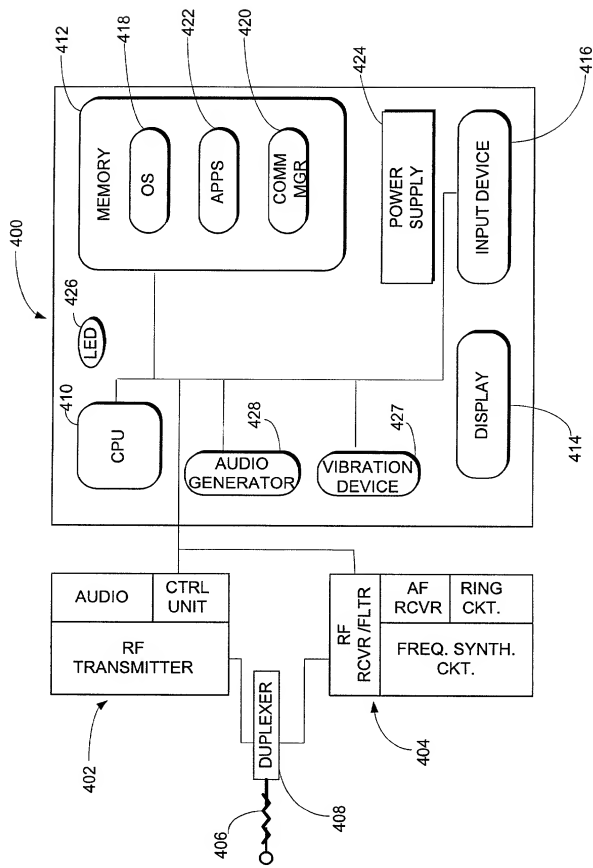 400
412
418
422
420
424
416
MEMORY
OS
APPS
COMM
MGR
POWER
SUPPLY
INPUT DEVICE
426
LED
410
CPU
428
AUDIO
GENERATOR
427
VIBRATION
DEVICE
DISPLAY
414
AUDIO
CTRL
UNIT
RF
TRANSMITTER
402
RF
RCVR/FLTR
AF
RCVR
RING
CKT.
FREQ. SYNTH.
CKT.
404
DUPLEXER
406
408